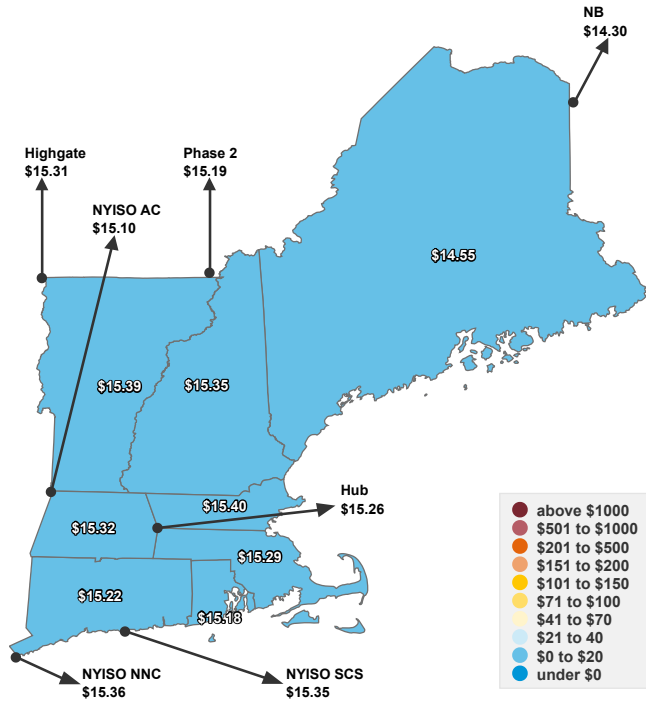 NB
$14.30
Highgate
$15.31
Phase 2
$15.19
NYISO AC
$15.10
$14.55
$15.39
$15.35
Hub
$15.26
$15.40
$15.32
$15.29
$15.22
$15.18
NYISO NNC
$15.36
NYISO SCS
$15.35
above $1000
$501 to $1000
$201 to $500
$151 to $200
$101 to $150
$71 to $100
$41 to $70
$21 to 40
$0 to $20
under $0